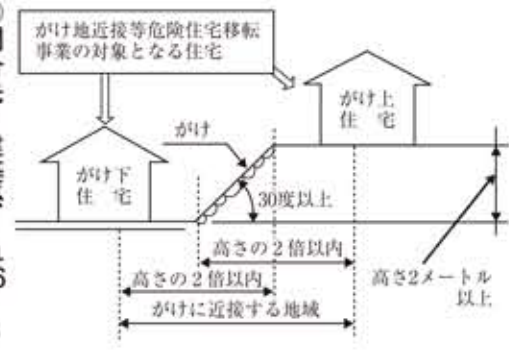 がけ地近接等危険住宅移転
事業の対象となる住宅
がけ上
住　宅
がけ
がけ下
住　宅
30度以上
高さの２倍以内
高さの２倍以内
高さ2メートル
以上
がけに近接する地域